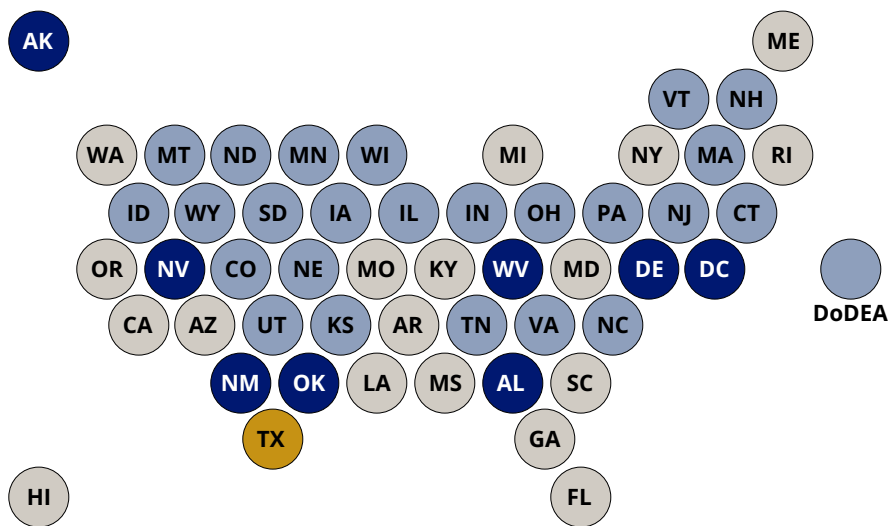 AK ME
VT NH
WA MT ND MN WI MI NY MA RI
ID WY SD IA IL IN OH PA NJ CT
OR NV CO NE MO KY WV MD DE DC
DoDEA
CA AZ UT KS AR TN VA NC
NM OK LA MS AL SC
TX GA
HI FL